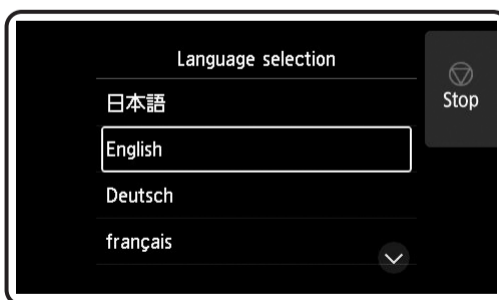 Language selection
Stop
日本語
English
Deutsch
français